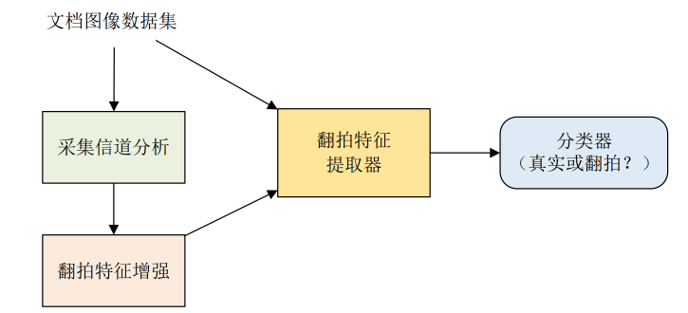 文档图像数据集
采集信道分析
翻拍特征增强
翻拍特征
提取器
分类器
（真实或翻拍？）